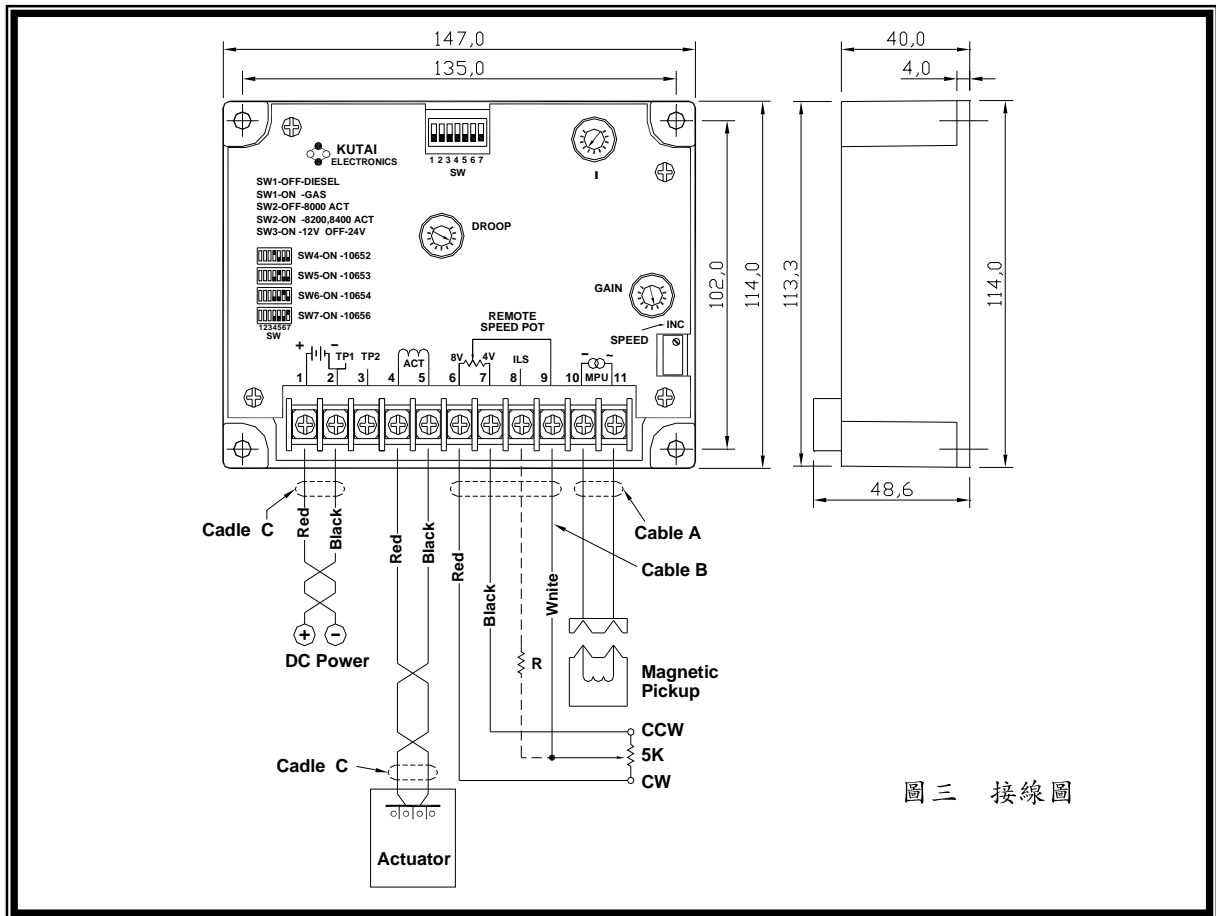 147,0
135,0
40,0
4,0
KUTAI
ELECTRONICS
1 2 3 4 5 6 7
SW
I
SW1-OFF-DIESEL
SW1-ON -GAS
SW2-OFF-8000 ACT
SW2-ON -8200,8400 ACT
SW3-ON -12V OFF-24V
DROOP
SW4-ON -10652
SW5-ON -10653
SW6-ON -10654
SW7-ON -10656
1234567
SW
GAIN
REMOTE
SPEED POT
INC
SPEED
+ −
TP1 TP2
ACT
8V 4V
ILS
− ~
MPU
1 2 3 4 5 6 7 8 9 10 11
102,0
114,0
113,3
114,0
48,6
Cadle C
Red
Black
Red
Black
Red
Black
Wnite
Cable A
Cable B
+ −
DC Power
R
Magnetic
Pickup
CCW
5K
CW
Cadle C
Actuator
圖三 接線圖